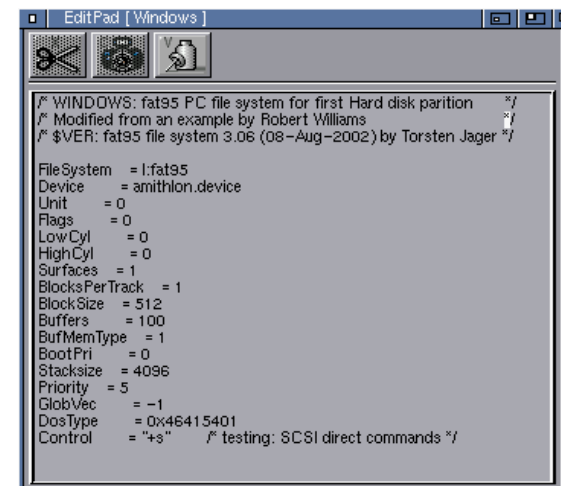 EditPad [ Windows ]
V
/* WINDOWS: fat95 PC file system for first Hard disk parition */
/* Modified from an example by Robert Williams */
/* $VER: fat95 file system 3.06 (08-Aug-2002) by Torsten Jager */
FileSystem = l:fat95
Device = amithlon.device
Unit = 0
Flags = 0
LowCyl = 0
HighCyl = 0
Surfaces = 1
BlocksPerTrack = 1
BlockSize = 512
Buffers = 100
BufMemType = 1
BootPri = 0
Stacksize = 4096
Priority = 5
GlobVec = -1
DosType = 0x46415401
Control = "+s" /* testing: SCSI direct commands */